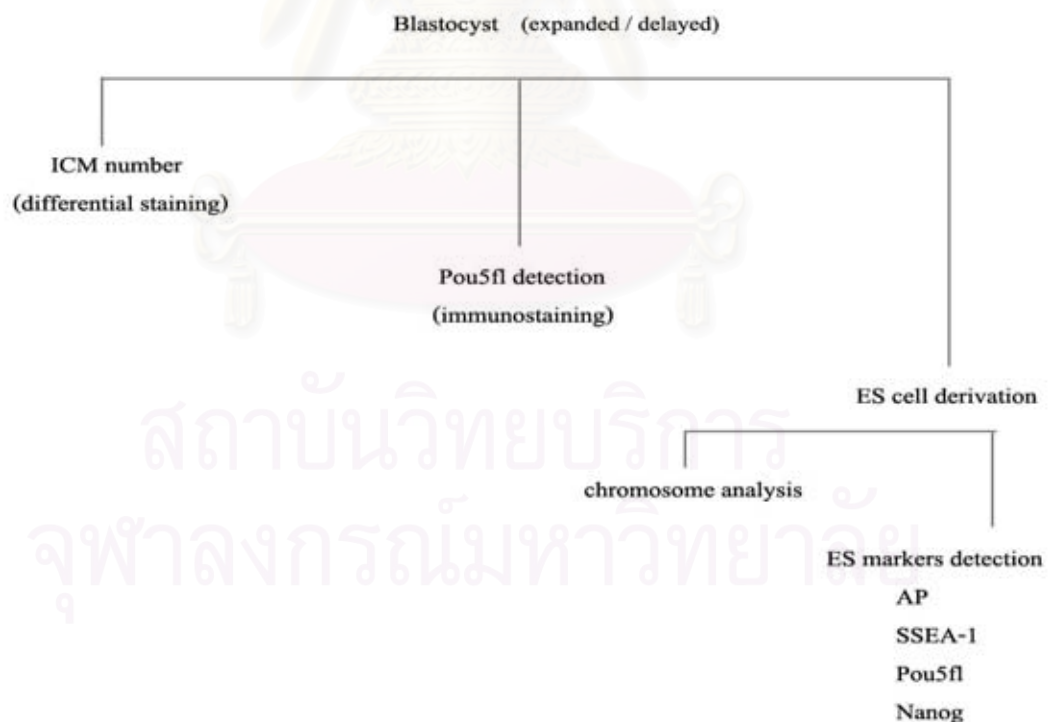 Blastocyst (expanded / delayed)
ICM number
(differential staining)
Pou5fl detection
(immunostaining)
ES cell derivation
chromosome analysis
ES markers detection
AP
SSEA-1
Pou5fl
Nanog
สถาบันวิทยบริการ
จุฬาลงกรณ์มหาวิทยาลัย